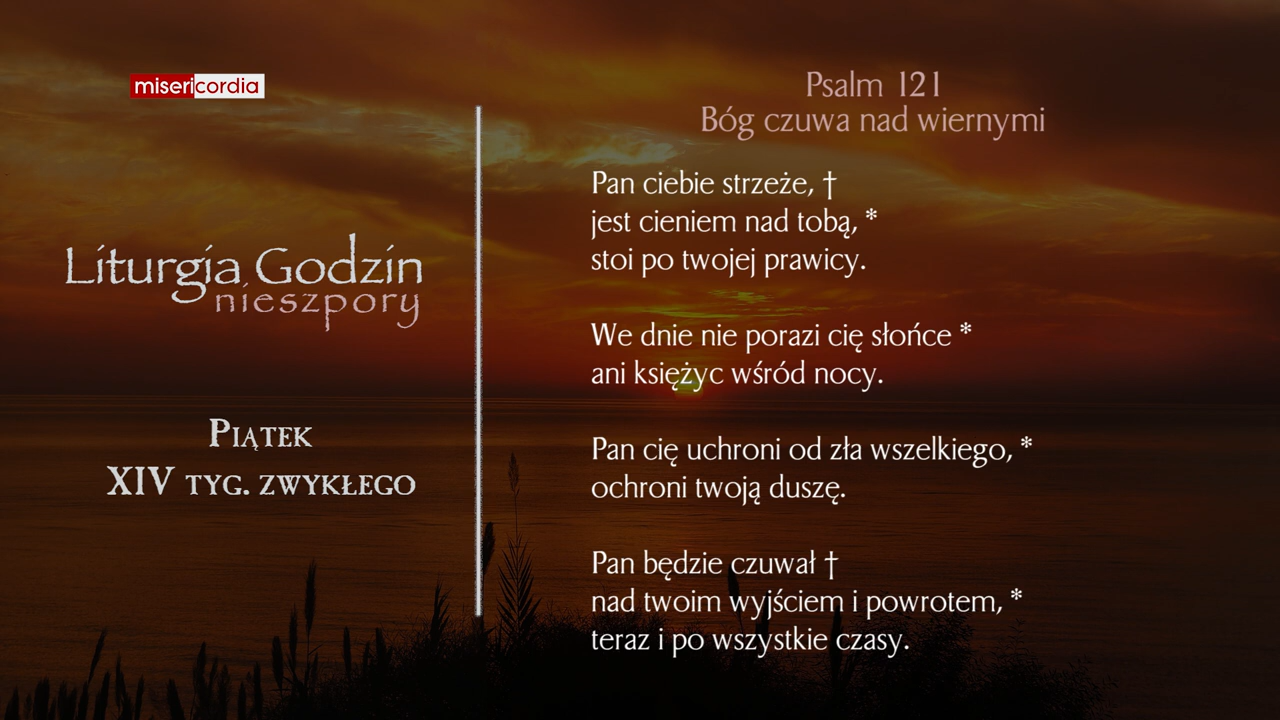 misericordia
Liturgia Godzin
nieszpory
Piątek
XIV tyg. zwykłego
Psalm 121
Bóg czuwa nad wiernymi
Pan ciebie strzeże, †
jest cieniem nad tobą, *
stoi po twojej prawicy.
We dnie nie porazi cię słońce *
ani księżyc wśród nocy.
Pan cię uchroni od zła wszelkiego, *
ochroni twoją duszę.
Pan będzie czuwał †
nad twoim wyjściem i powrotem, *
teraz i po wszystkie czasy.